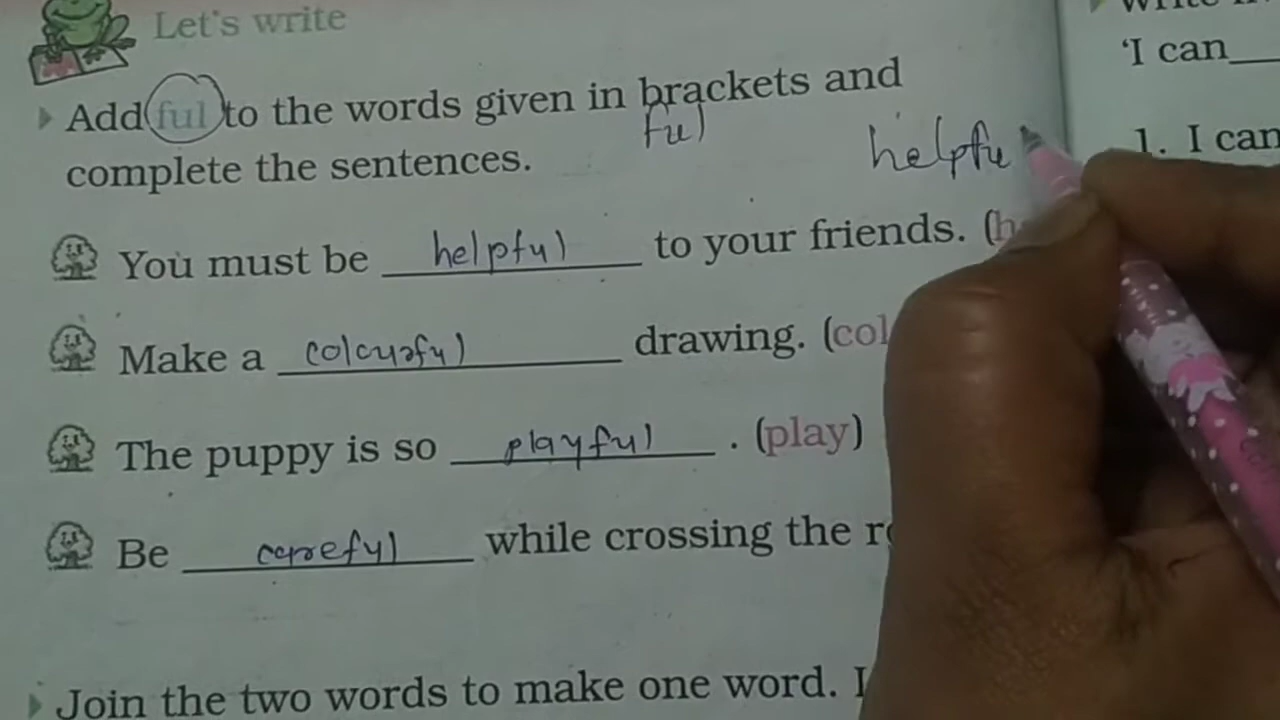 Let's write
Add ful to the words given in brackets and
ful
complete the sentences.
helpfu
You must be helpful to your friends. (h
Make a colourful drawing. (col
The puppy is so playful . (play)
Be careful while crossing the r
Join the two words to make one word.
'I can
1. I can